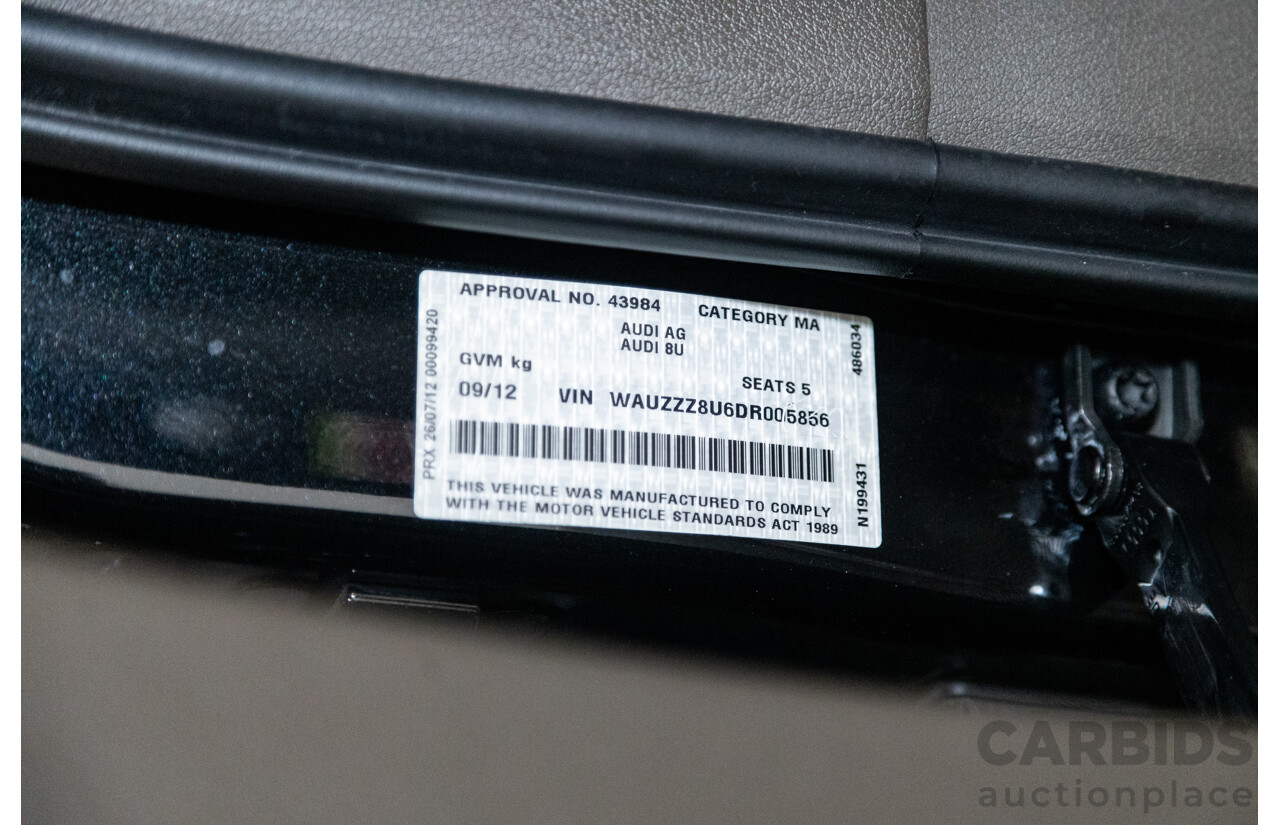 APPROVAL NO. 43984 CATEGORY MA
AUDI AG
AUDI 8U
GVM kg
SEATS 5
09/12 VIN WAUZZZ8U6DR005856
THIS VEHICLE WAS MANUFACTURED TO COMPLY
WITH THE MOTOR VEHICLE STANDARDS ACT 1989
PRX 26/07/12 00099420
486034
N199431
CARBIDS
auctionplace